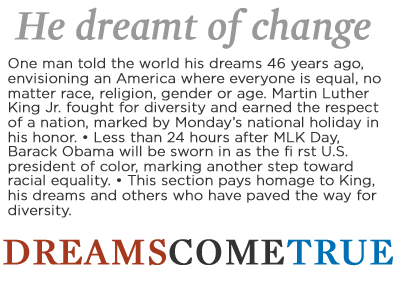 He dreamt of change
One man told the world his dreams 46 years ago,
envisioning an America where everyone is equal, no
matter race, religion, gender or age. Martin Luther
King Jr. fought for diversity and earned the respect
of a nation, marked by Monday’s national holiday in
his honor. • Less than 24 hours after MLK Day,
Barack Obama will be sworn in as the fi rst U.S.
president of color, marking another step toward
racial equality. • This section pays homage to King,
his dreams and others who have paved the way for
diversity.
DREAMSCOMETRUE